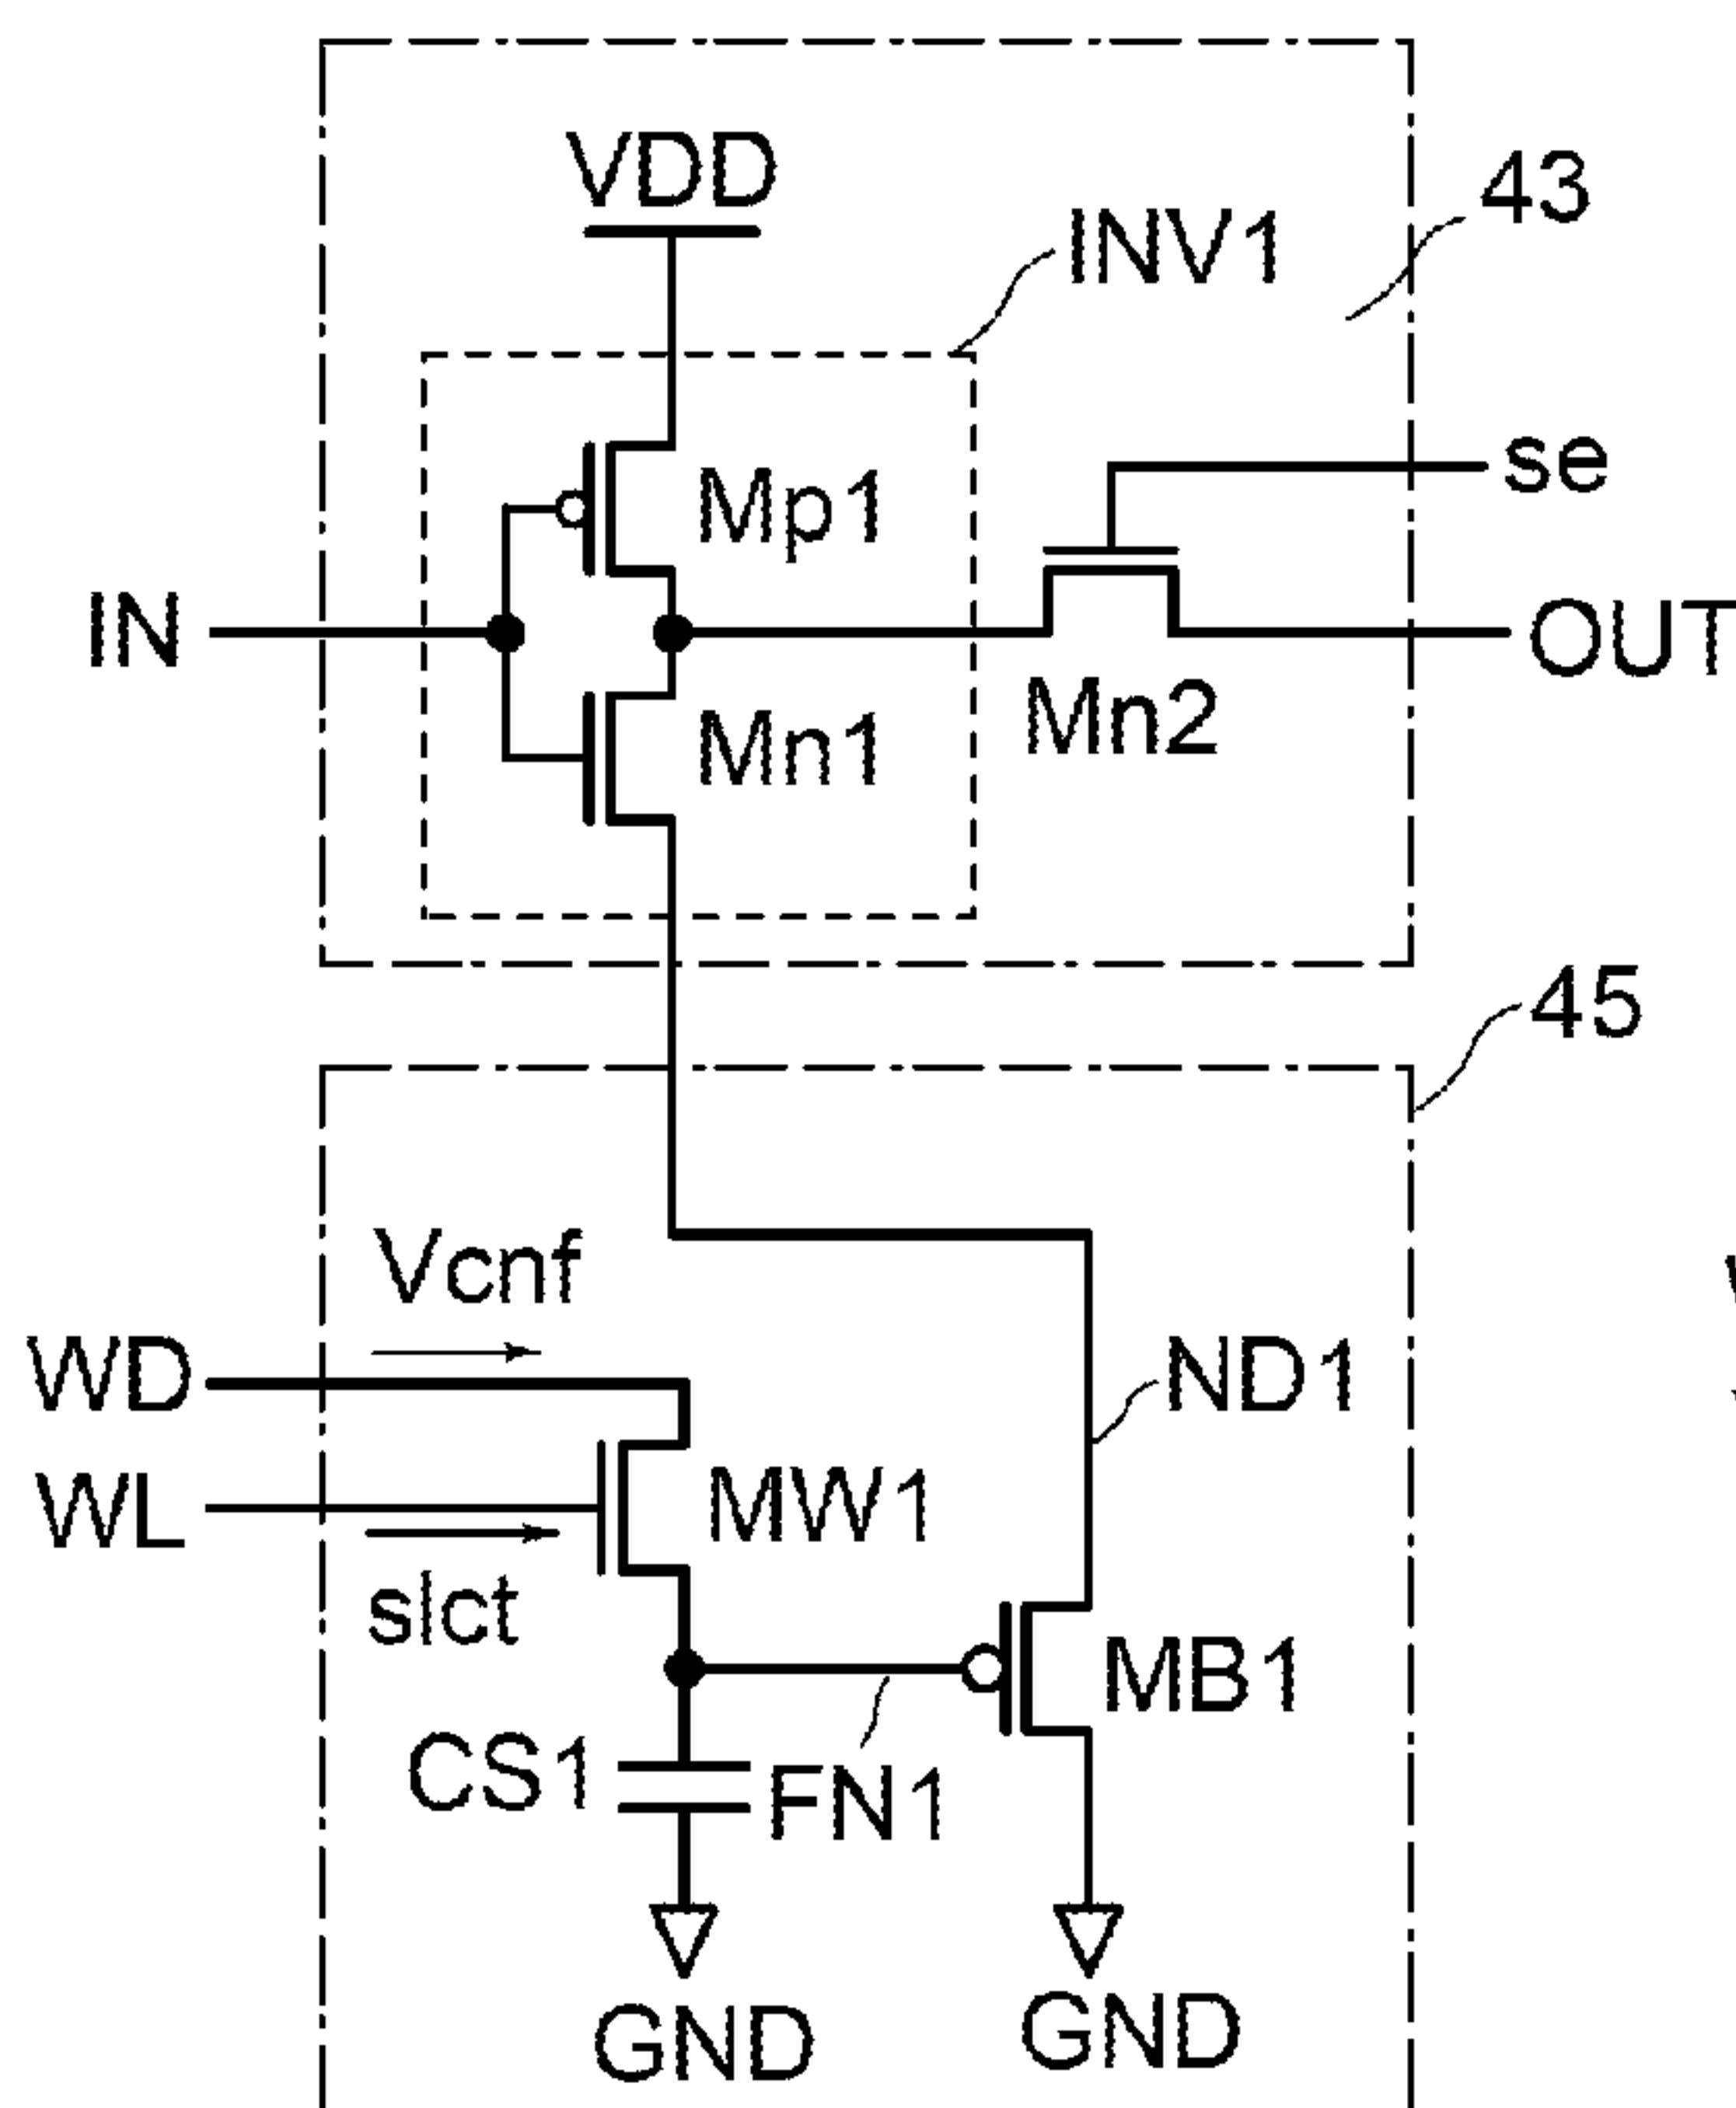 VDD
43
INV1
se
Mp1
IN
OUT
Mn2
Mn1
45
Vcnf
WD
ND1
WL
MW1
slct
MB1
CS1
FN1
GND
GND